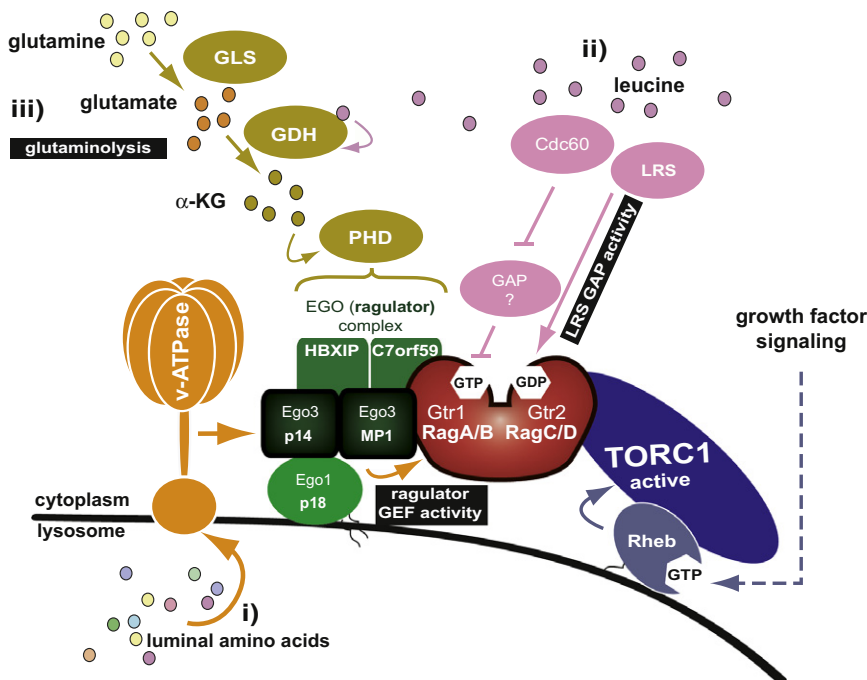 glutamine
GLS
ii)
leucine
iii)
glutamate
glutaminolysis
GDH
Cdc60
LRS
α-KG
PHD
GAP
?
LRS GAP activity
EGO (ragulator)
complex
HBXIP
C7orf59
growth factor
signaling
v-ATPase
GTP
GDP
Ego3
p14
Ego3
MP1
Gtr1
RagA/B
Gtr2
RagC/D
TORC1
active
Ego1
p18
ragulator
GEF activity
cytoplasm
lysosome
Rheb
GTP
i)
luminal amino acids